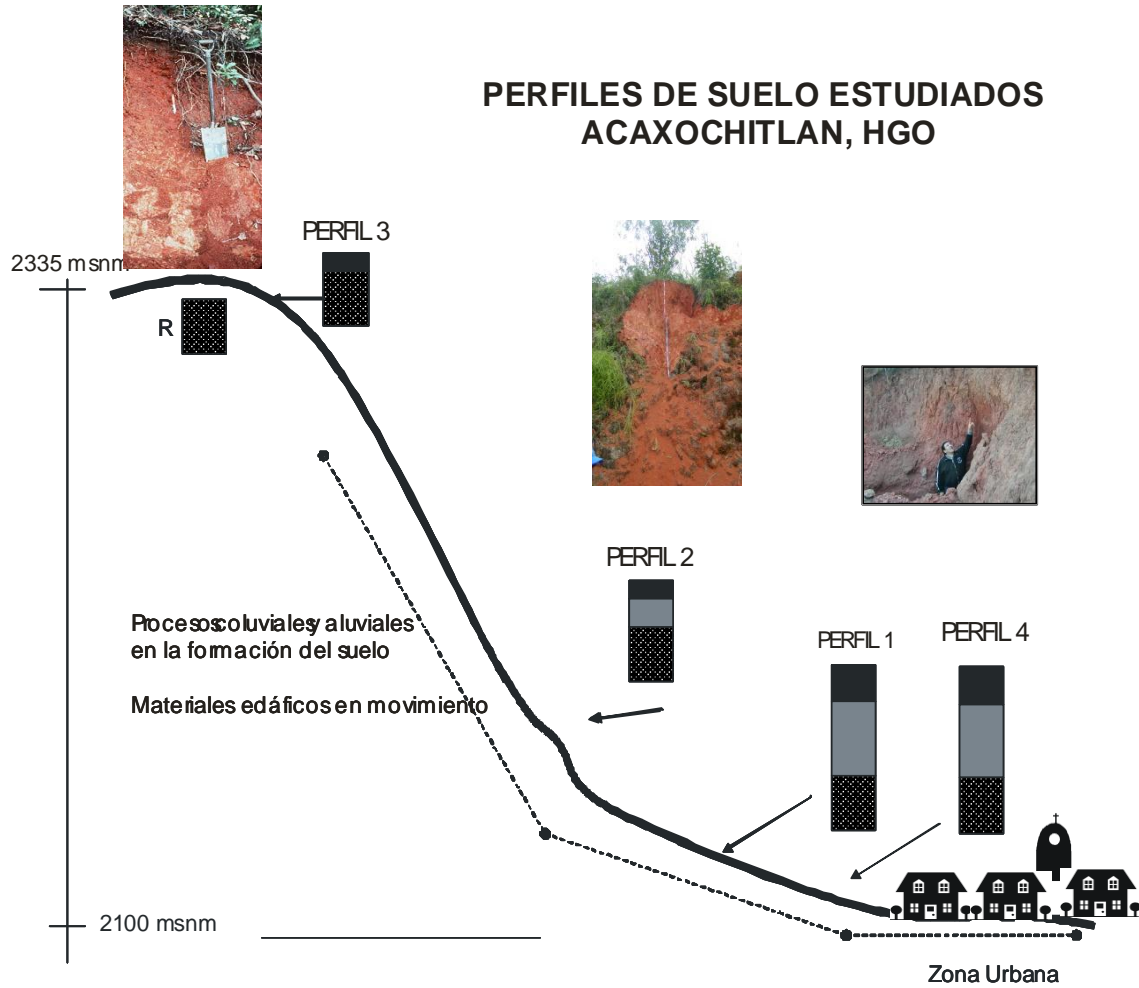 PERFILES DE SUELO ESTUDIADOS
ACAXOCHITLAN, HGO
PERFIL 3
2335 msnm
R
PERFIL 2
Procesos coluviales y aluviales
en la formación del suelo
PERFIL 1
PERFIL 4
Materiales edáficos en movimiento
2100 msnm
Zona Urbana